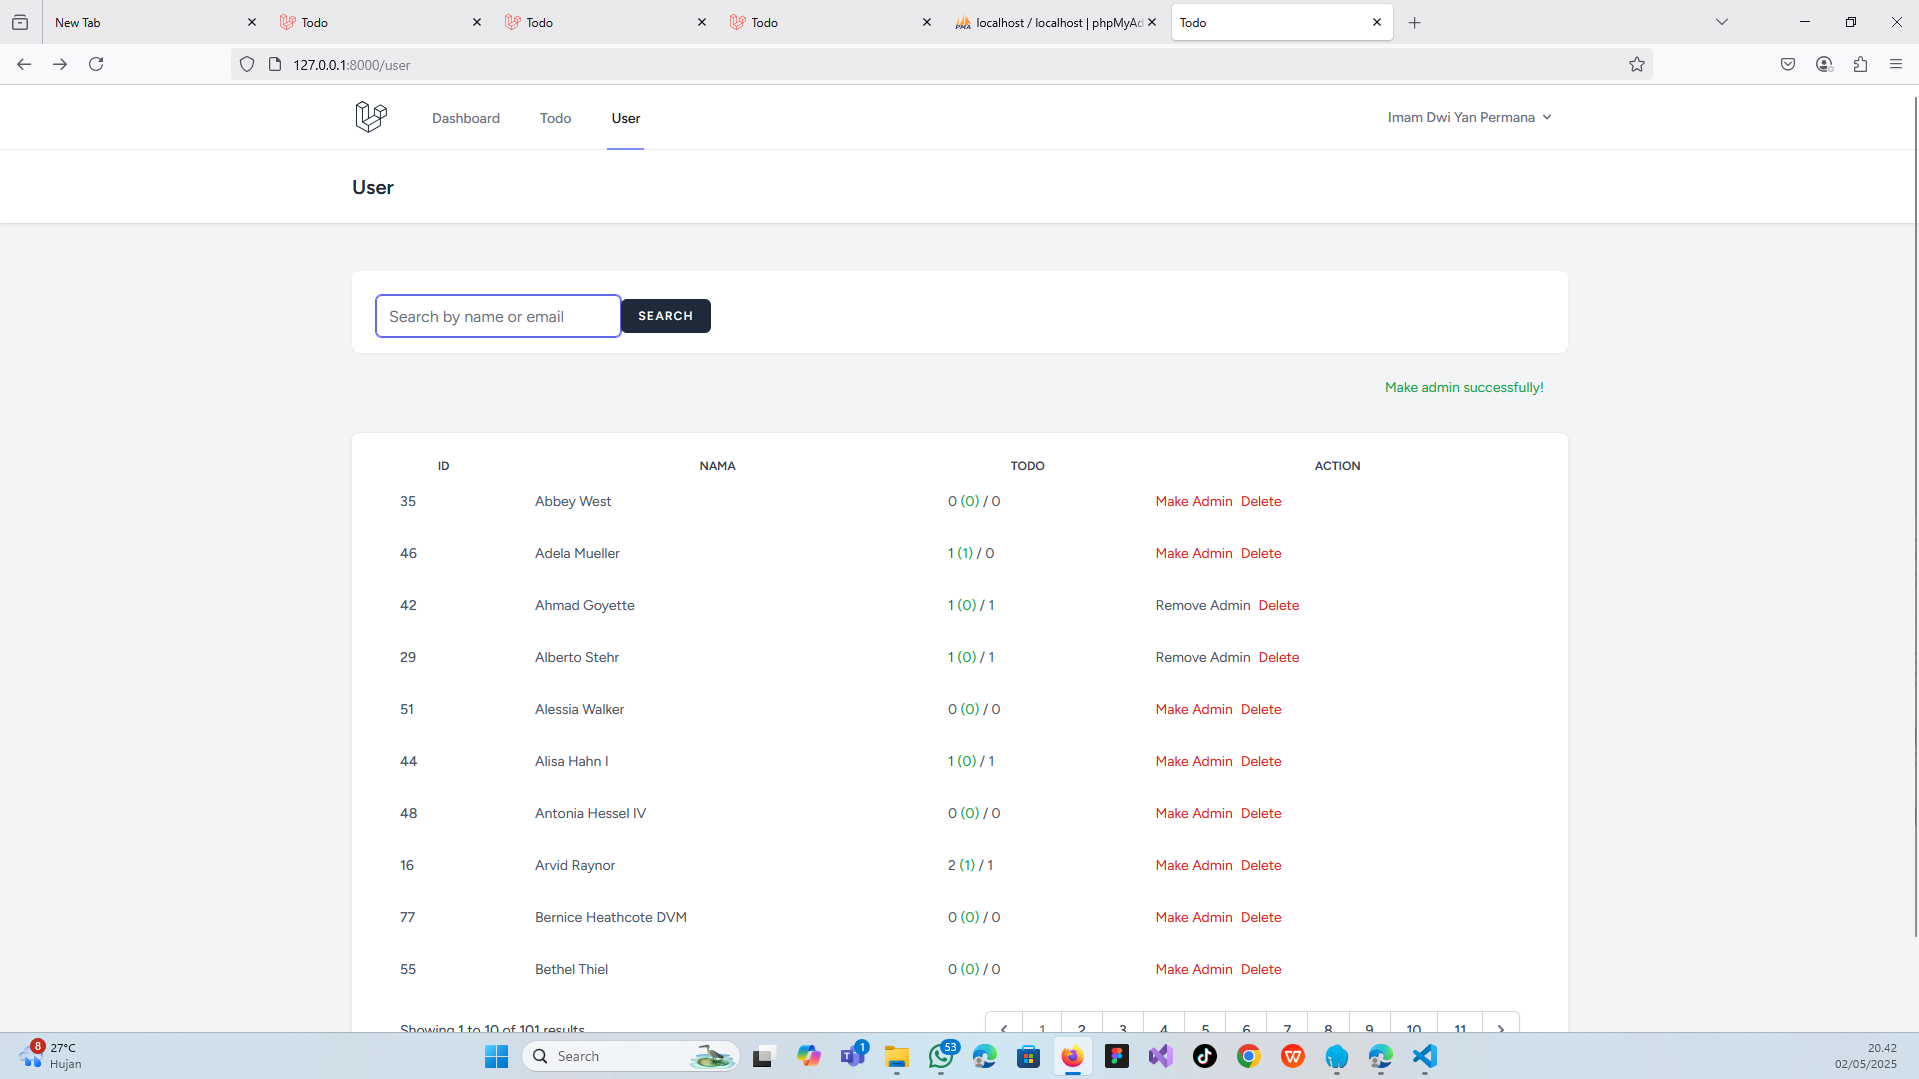 New Tab
Todo
Todo
Todo
localhost / localhost | phpMyAd
Todo
127.0.0.1:8000/user
Dashboard
Todo
User
Imam Dwi Yan Permana
User
Search by name or email
SEARCH
Make admin successfully!
ID NAMA TODO ACTION
35 Abbey West 0 (0) / 0 Make Admin Delete
46 Adela Mueller 1 (1) / 0 Make Admin Delete
42 Ahmad Goyette 1 (0) / 1 Remove Admin Delete
29 Alberto Stehr 1 (0) / 1 Remove Admin Delete
51 Alessia Walker 0 (0) / 0 Make Admin Delete
44 Alisa Hahn I 1 (0) / 1 Make Admin Delete
48 Antonia Hessel IV 0 (0) / 0 Make Admin Delete
16 Arvid Raynor 2 (1) / 1 Make Admin Delete
77 Bernice Heathcote DVM 0 (0) / 0 Make Admin Delete
55 Bethel Thiel 0 (0) / 0 Make Admin Delete
Showing 1 to 10 of 101 results
1 2 3 4 5 6 7 8 9 10 11
8
27°C
Hujan
Search
1
53
20.42
02/05/2025